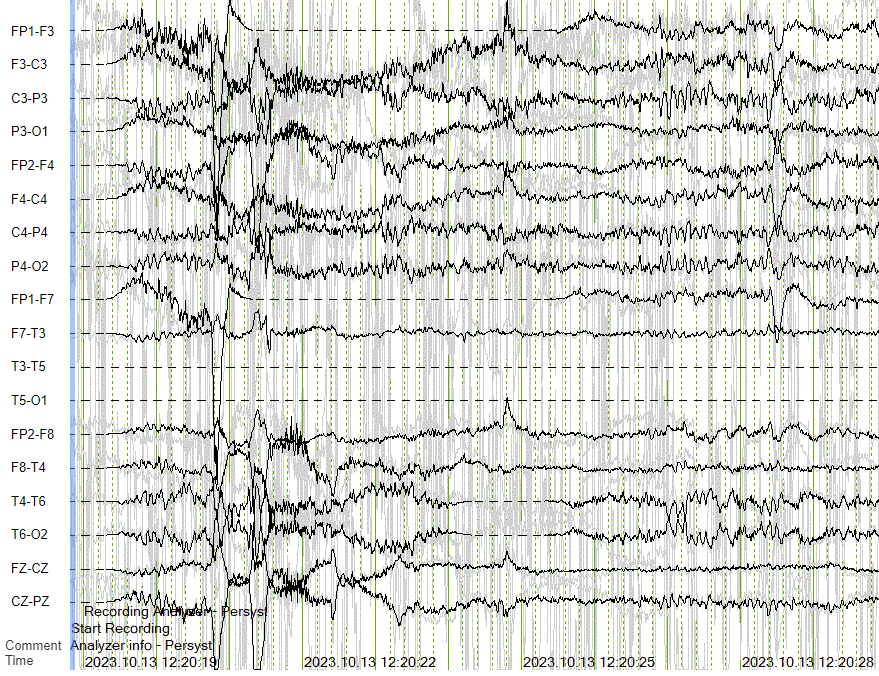 FP1-F3
F3-C3
C3-P3
P3-O1
FP2-F4
F4-C4
C4-P4
P4-O2
FP1-F7
F7-T3
T3-T5
T5-O1
FP2-F8
F8-T4
T4-T6
T6-O2
FZ-CZ
CZ-PZ
Recording Analyzer - Persyst
Start Recording
Comment Analyzer info - Persyst
Time 2023.10.13 12:20:19 2023.10.13 12:20:22 2023.10.13 12:20:25 2023.10.13 12:20:28